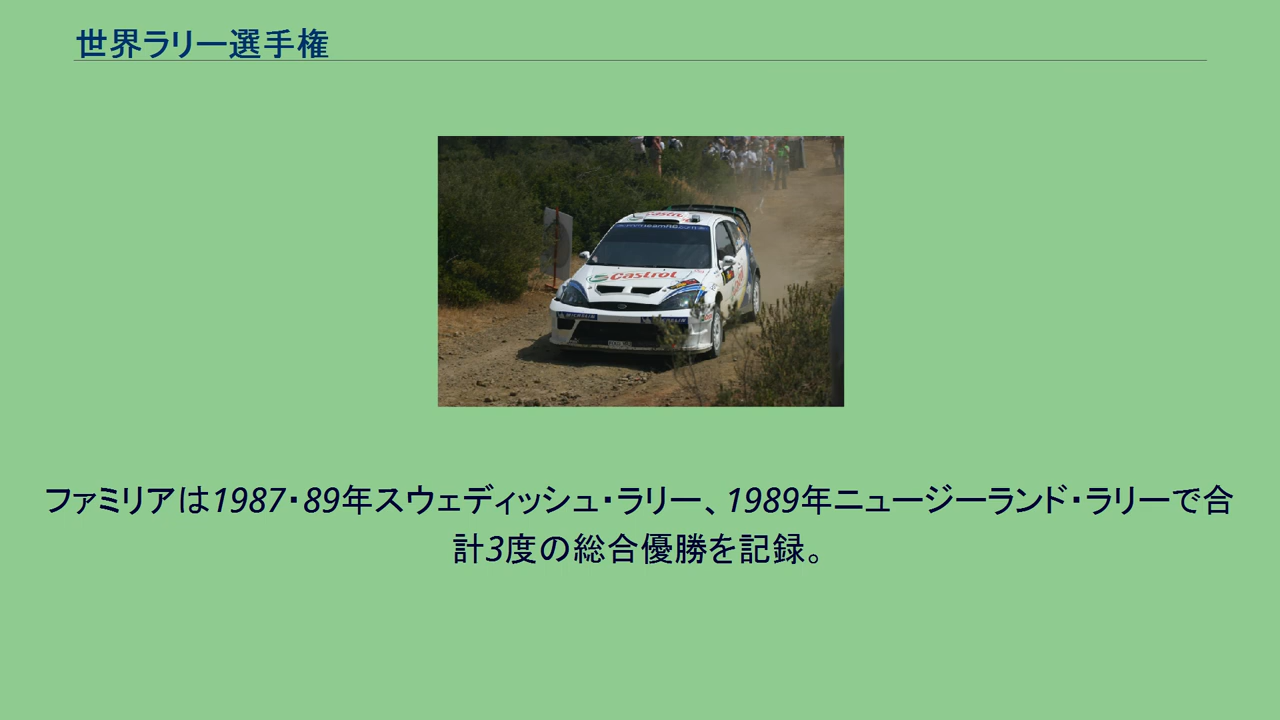 世界ラリー選手権
Castrol
Castrol
MICHELIN
ファミリアは1987・89年スウェディッシュ・ラリー、1989年ニュージーランド・ラリーで合
計3度の総合優勝を記録。